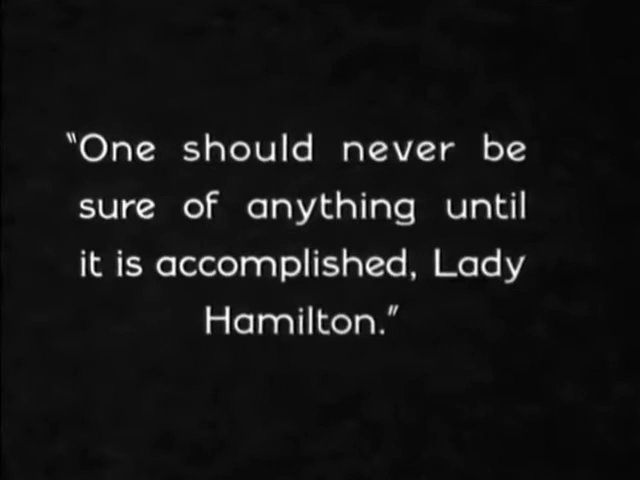 "One should never be
sure of anything until
it is accomplished, Lady
Hamilton."